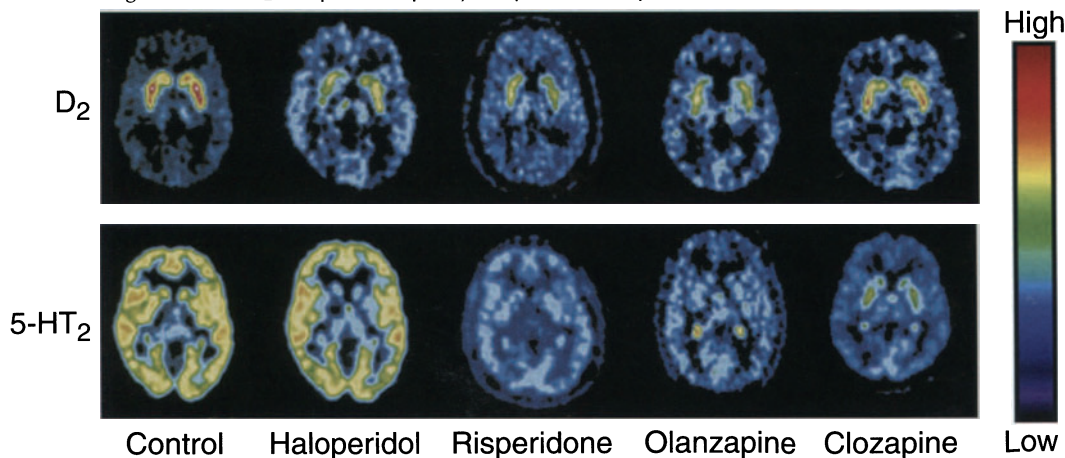 High
D2
5-HT2
Control Haloperidol Risperidone Olanzapine Clozapine
Low